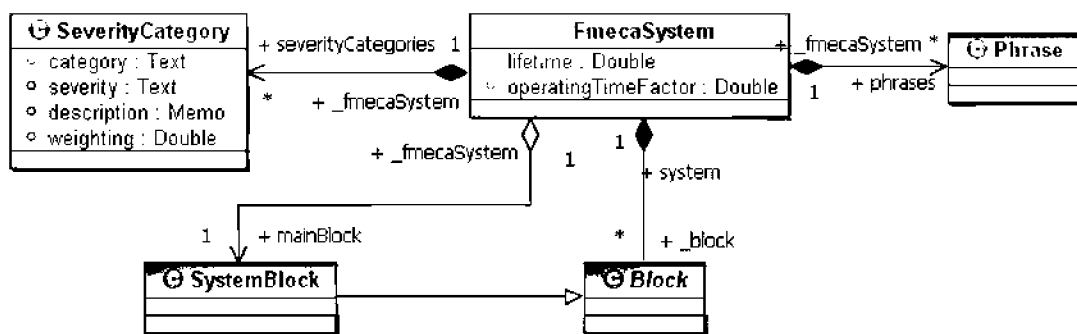 SeverityCategory
category : Text
severity : Text
description : Memo
weighting : Double
+ severityCategories 1
* + _fmecaSystem
FmecaSystem
lifetime : Double
operatingTimeFactor : Double
+ _fmecaSystem *
1 + phrases
Phrase
+ _fmecaSystem 1
1 + mainBlock
1 + system
* + _block
SystemBlock
Block